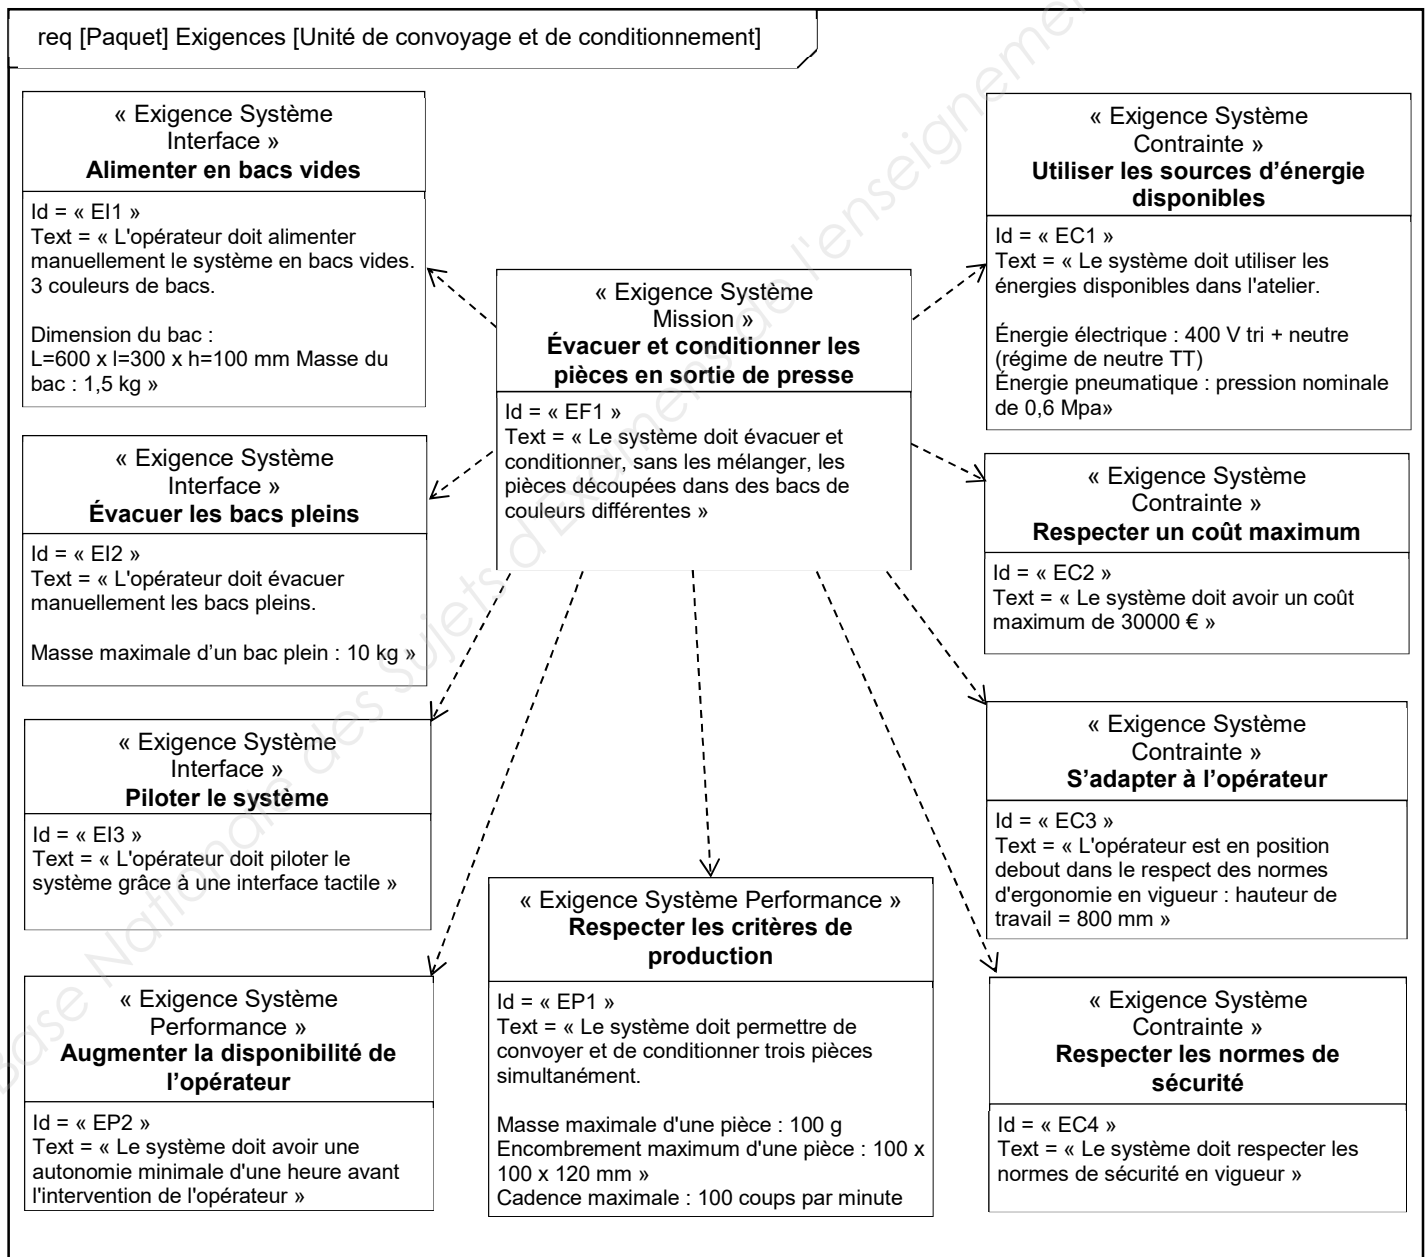 req [Paquet] Exigences [Unité de convoyage et de conditionnement]
« Exigence Système
Interface »
Alimenter en bacs vides
Id = « EI1 »
Text = « L'opérateur doit alimenter
manuellement le système en bacs vides.
3 couleurs de bacs.
Dimension du bac :
L=600 x l=300 x h=100 mm Masse du
bac : 1,5 kg »
« Exigence Système
Interface »
Évacuer les bacs pleins
Id = « EI2 »
Text = « L'opérateur doit évacuer
manuellement les bacs pleins.
Masse maximale d’un bac plein : 10 kg »
« Exigence Système
Interface »
Piloter le système
Id = « EI3 »
Text = « L'opérateur doit piloter le
système grâce à une interface tactile »
« Exigence Système
Performance »
Augmenter la disponibilité de
l’opérateur
Id = « EP2 »
Text = « Le système doit avoir une
autonomie minimale d'une heure avant
l'intervention de l'opérateur »
« Exigence Système
Mission »
Évacuer et conditionner les
pièces en sortie de presse
Id = « EF1 »
Text = « Le système doit évacuer et
conditionner, sans les mélanger, les
pièces découpées dans des bacs de
couleurs différentes »
« Exigence Système Performance »
Respecter les critères de
production
Id = « EP1 »
Text = « Le système doit permettre de
convoyer et de conditionner trois pièces
simultanément.
Masse maximale d'une pièce : 100 g
Encombrement maximum d'une pièce : 100 x
100 x 120 mm »
Cadence maximale : 100 coups par minute
« Exigence Système
Contrainte »
Utiliser les sources d’énergie
disponibles
Id = « EC1 »
Text = « Le système doit utiliser les
énergies disponibles dans l'atelier.
Énergie électrique : 400 V tri + neutre
(régime de neutre TT)
Énergie pneumatique : pression nominale
de 0,6 Mpa»
« Exigence Système
Contrainte »
Respecter un coût maximum
Id = « EC2 »
Text = « Le système doit avoir un coût
maximum de 30000 € »
« Exigence Système
Contrainte »
S’adapter à l’opérateur
Id = « EC3 »
Text = « L'opérateur est en position
debout dans le respect des normes
d'ergonomie en vigueur : hauteur de
travail = 800 mm »
« Exigence Système
Contrainte »
Respecter les normes de
sécurité
Id = « EC4 »
Text = « Le système doit respecter les
normes de sécurité en vigueur »
Base Nationale des Sujets d'Examens de l'enseignement